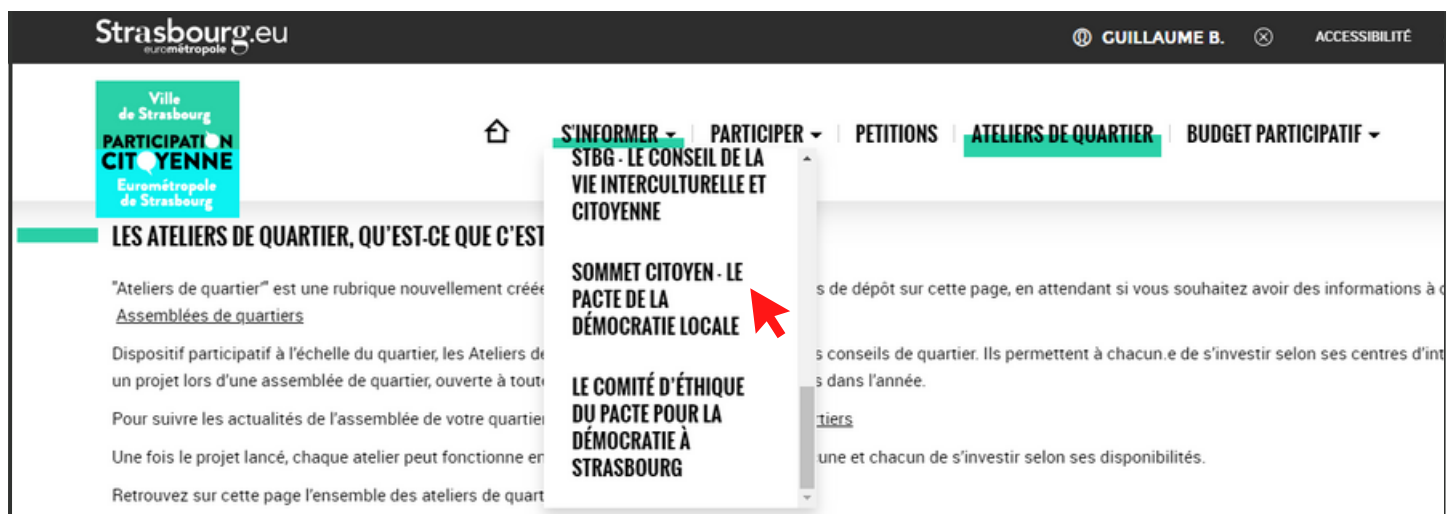 Strasbourg.eu
eurométropole
GUILLAUME B.
ACCESSIBILITÉ
Ville
de Strasbourg
PARTICIPATION
CITOYENNE
Eurométropole
de Strasbourg
S'INFORMER
PARTICIPER
PETITIONS
ATELIERS DE QUARTIER
BUDGET PARTICIPATIF
STBG - LE CONSEIL DE LA
VIE INTERCULTURELLE ET
CITOYENNE
SOMMET CITOYEN - LE
PACTE DE LA
DÉMOCRATIE LOCALE
LE COMITÉ D'ÉTHIQUE
DU PACTE POUR LA
DÉMOCRATIE À
STRASBOURG
LES ATELIERS DE QUARTIER, QU'EST-CE QUE C'EST
"Ateliers de quartier'" est une rubrique nouvellement créée s de dépôt sur cette page, en attendant si vous souhaitez avoir des informations à
Assemblées de quartiers
Dispositif participatif à l'échelle du quartier, les Ateliers de s conseils de quartier. Ils permettent à chacun.e de s'investir selon ses centres d'int
un projet lors d'une assemblée de quartier, ouverte à toute s dans l'année.
Pour suivre les actualités de l'assemblée de votre quartier rtiers
Une fois le projet lancé, chaque atelier peut fonctionne en une et chacun de s'investir selon ses disponibilités.
Retrouvez sur cette page l'ensemble des ateliers de quart